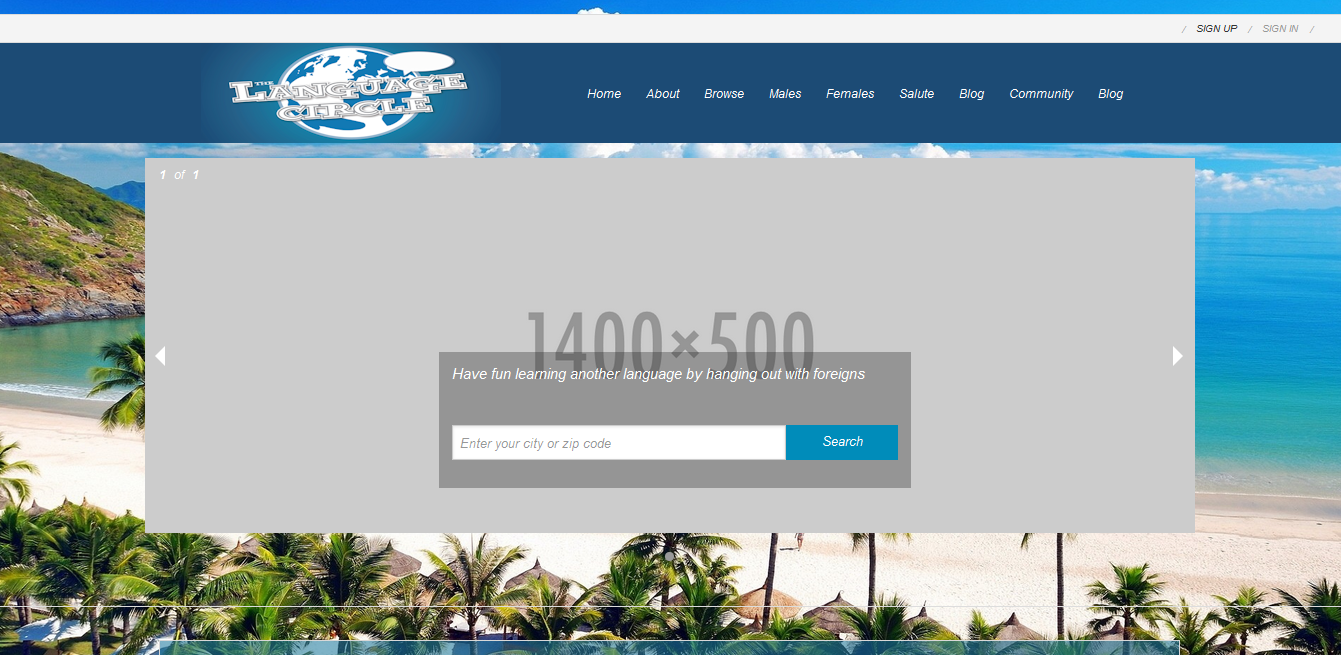 / SIGN UP / SIGN IN /
THE
LANGUAGE
CIRCLE
Home About Browse Males Females Salute Blog Community Blog
1 of 1
1400×500
Have fun learning another language by hanging out with foreigns
Enter your city or zip code
Search